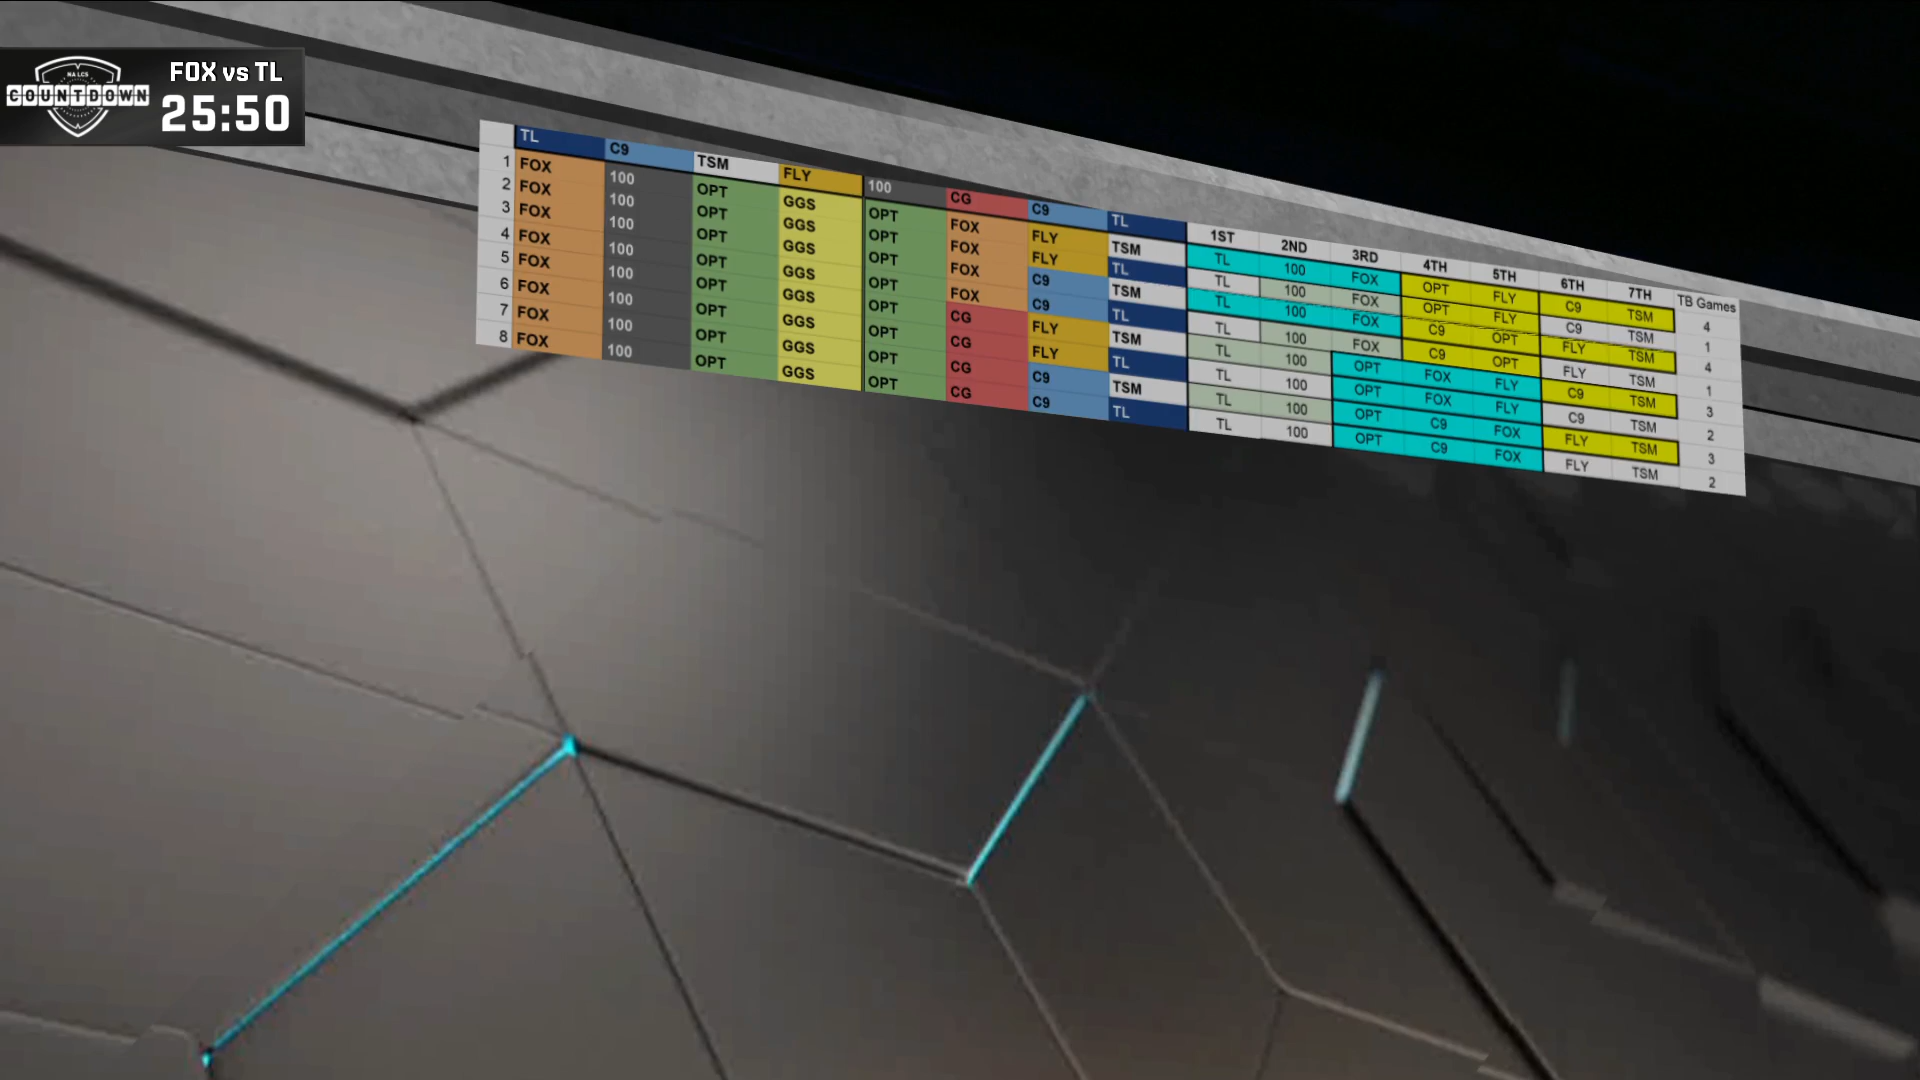 NA LCS
COUNTDOWN
FOX vs TL
25:50
TL C9 TSM FLY 100 CG C9 TL 1ST 2ND 3RD 4TH 5TH 6TH 7TH TB Games
1 FOX 100 OPT GGS OPT FOX FLY TSM TL 100 FOX OPT FLY C9 TSM 4
2 FOX 100 OPT GGS OPT FOX FLY TL TL 100 FOX OPT FLY C9 TSM 1
3 FOX 100 OPT GGS OPT FOX C9 TSM TL 100 FOX C9 OPT FLY TSM 4
4 FOX 100 OPT GGS OPT FOX C9 TL TL 100 FOX C9 OPT FLY TSM 1
5 FOX 100 OPT GGS OPT CG FLY TSM TL 100 OPT FOX FLY C9 TSM 3
6 FOX 100 OPT GGS OPT CG FLY TL TL 100 OPT FOX FLY C9 TSM 2
7 FOX 100 OPT GGS OPT CG C9 TSM TL 100 OPT C9 FOX FLY TSM 3
8 FOX 100 OPT GGS OPT CG C9 TL TL 100 OPT C9 FOX FLY TSM 2